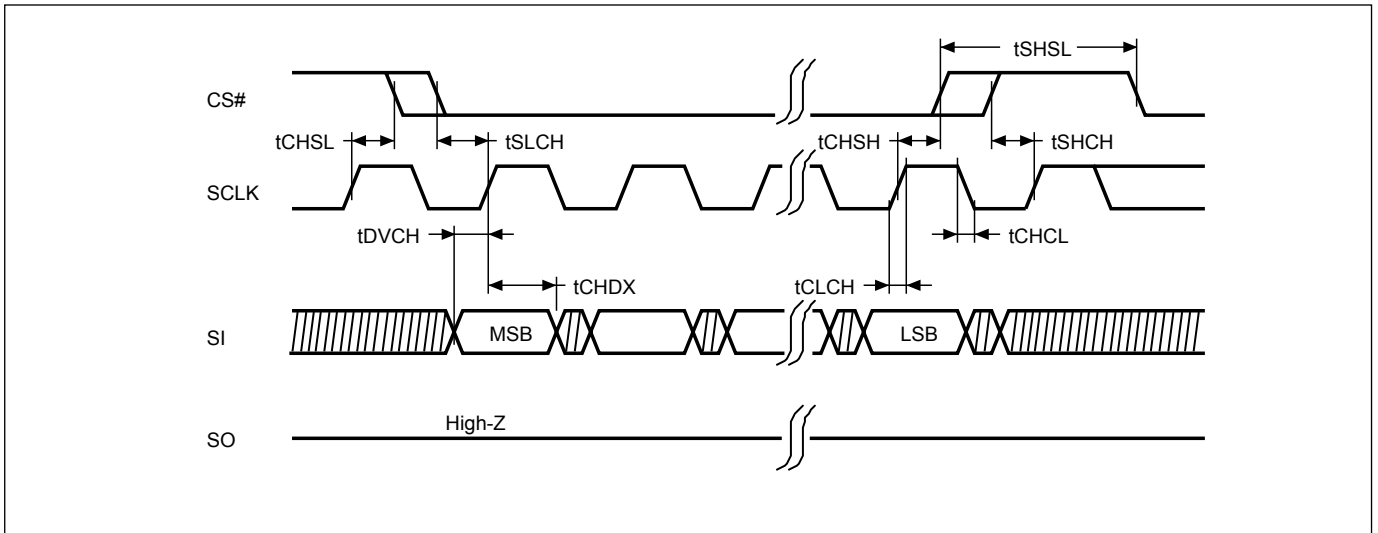 tSHSL
CS#
tCHSL
tSLCH
tCHSH
tSHCH
SCLK
tDVCH
tCHCL
tCHDX
tCLCH
SI
MSB
LSB
High-Z
SO